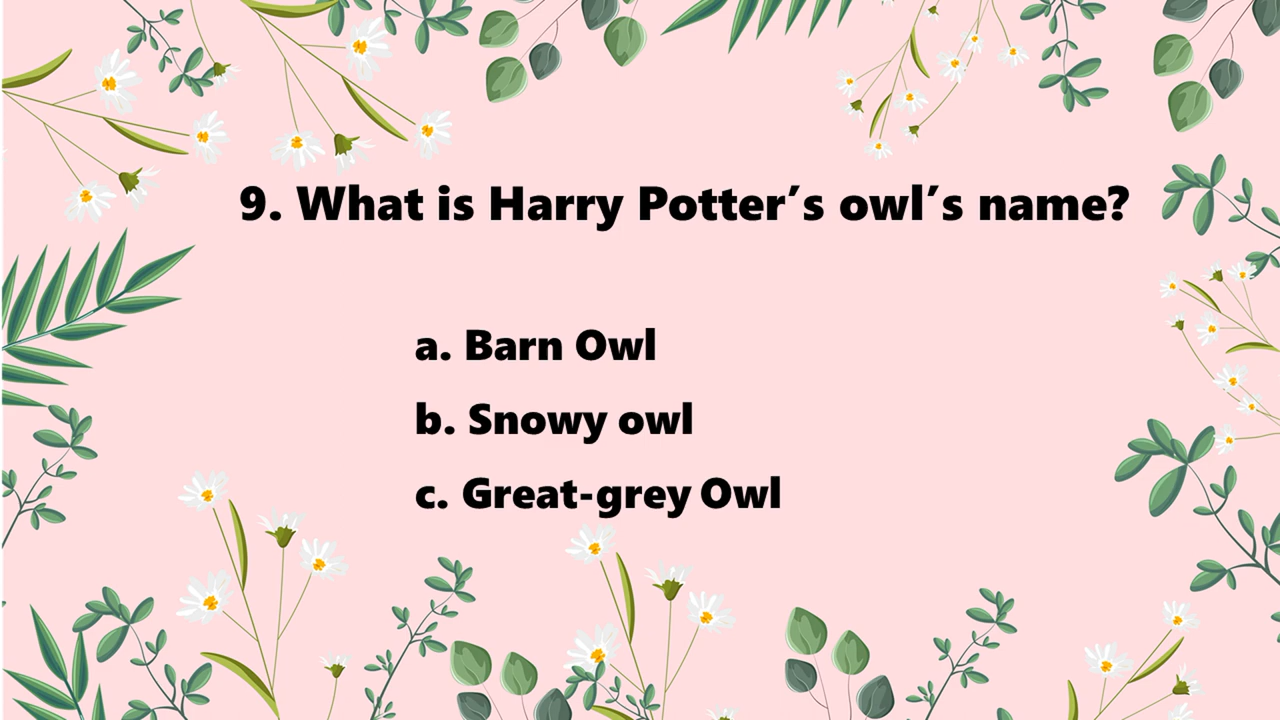 9. What is Harry Potter′s owl′s name?
a. Barn Owl
b. Snowy owl
c. Great-grey Owl